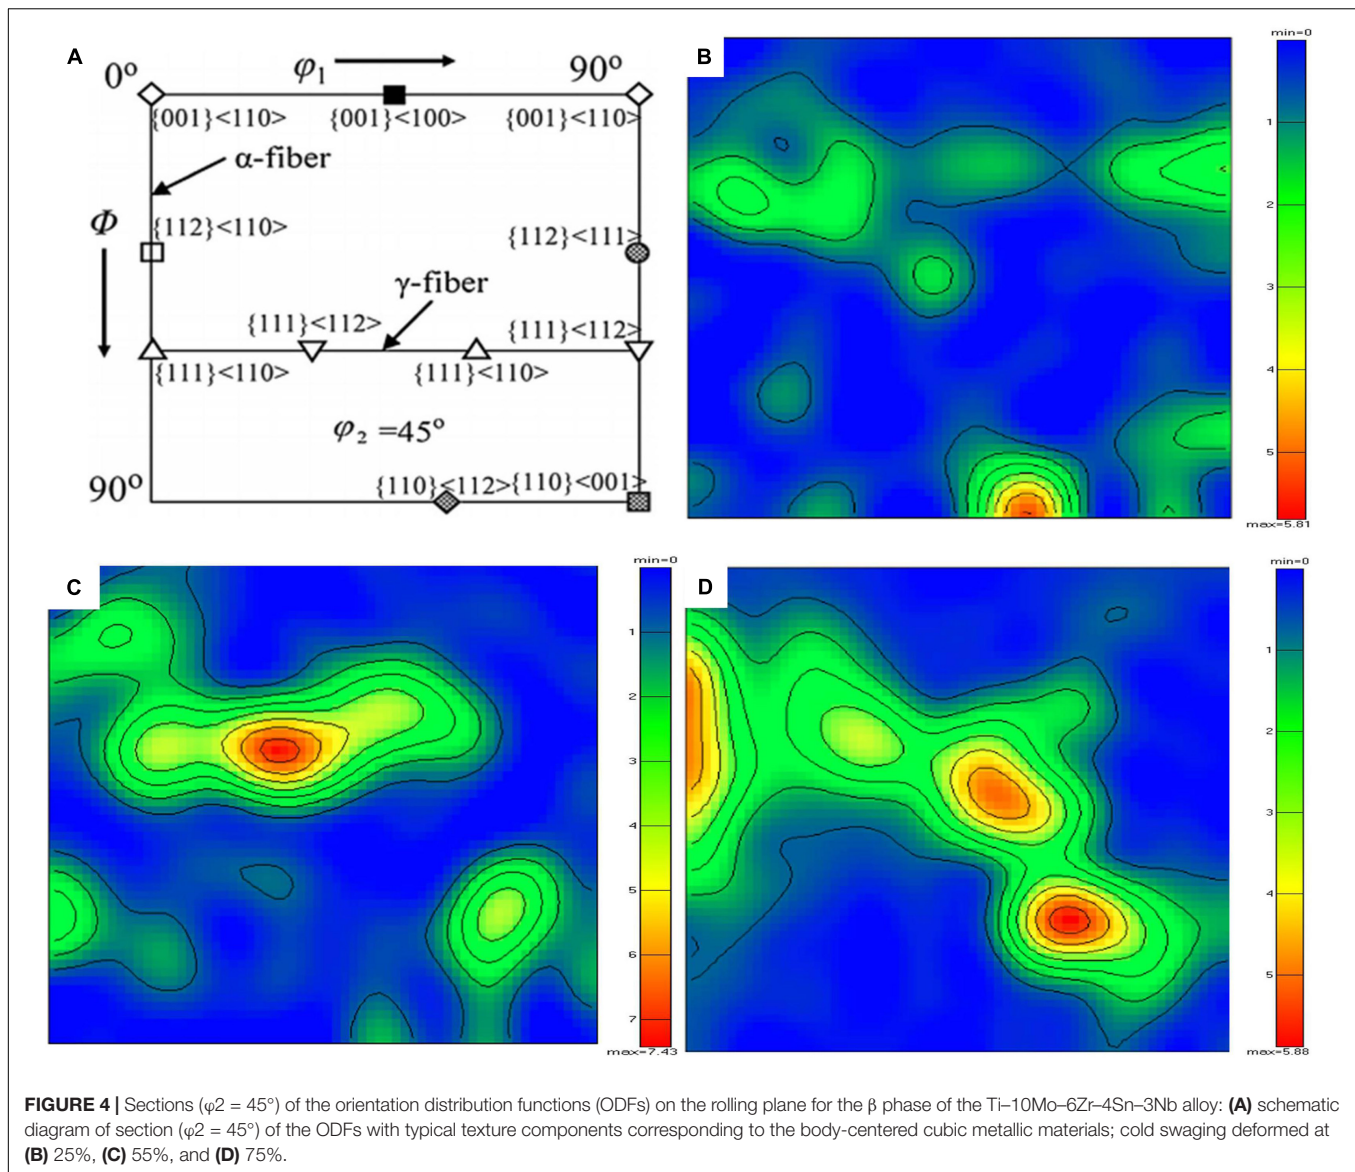 A
0°
φ1
90°
{001}<110>
{001}<100>
{001}<110>
α-fiber
Φ
{112}<110>
{112}<111>
γ-fiber
{111}<112>
{111}<112>
{111}<110>
{111}<110>
φ2 =45°
90°
{110}<112>
{110}<001>
B
min=0
1
2
3
4
5
max=5.81
C
min=0
1
2
3
4
5
6
7
max=7.43
D
min=0
1
2
3
4
5
max=5.88
FIGURE 4 | Sections (φ2 = 45°) of the orientation distribution functions (ODFs) on the rolling plane for the β phase of the Ti–10Mo–6Zr–4Sn–3Nb alloy: (A) schematic
diagram of section (φ2 = 45°) of the ODFs with typical texture components corresponding to the body-centered cubic metallic materials; cold swaging deformed at
(B) 25%, (C) 55%, and (D) 75%.